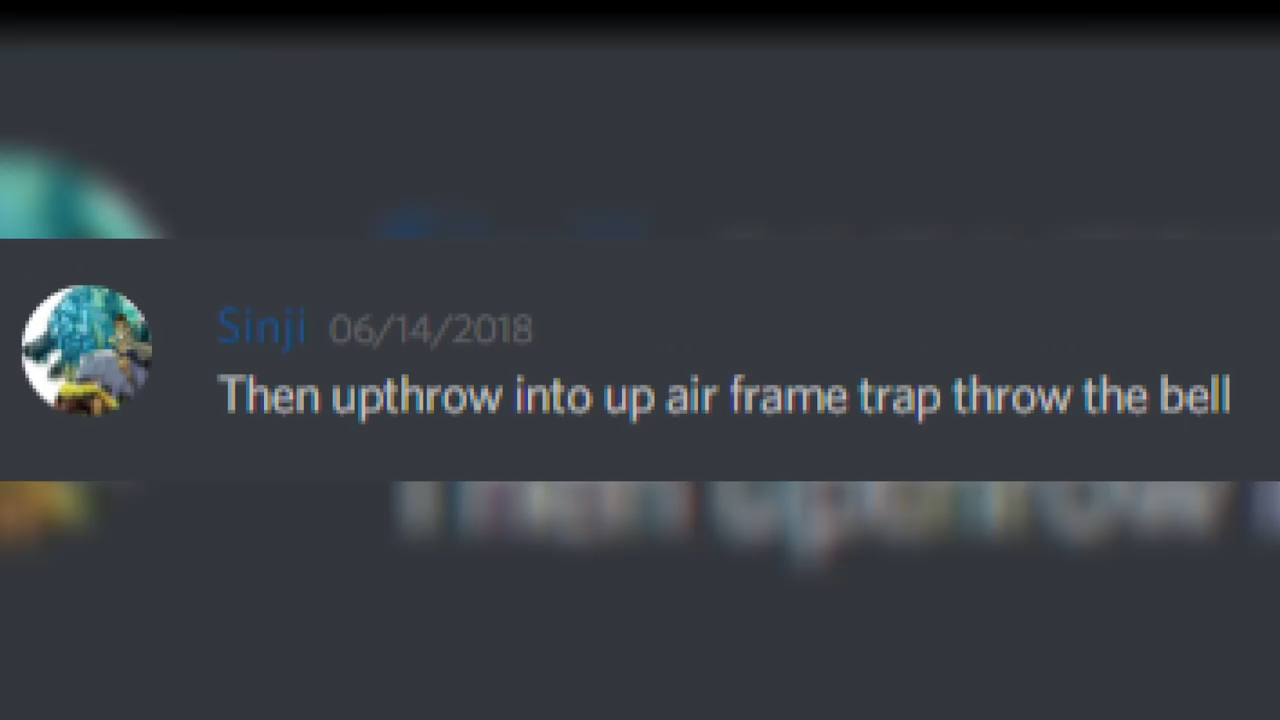 Sinji 06/14/2018
Then upthrow into up air frame trap throw the bell